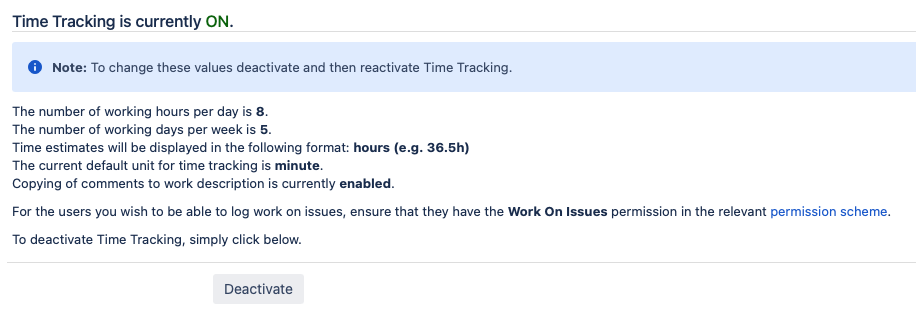 Time Tracking is currently ON.
Note: To change these values deactivate and then reactivate Time Tracking.
The number of working hours per day is 8.
The number of working days per week is 5.
Time estimates will be displayed in the following format: hours (e.g. 36.5h)
The current default unit for time tracking is minute.
Copying of comments to work description is currently enabled.
For the users you wish to be able to log work on issues, ensure that they have the Work On Issues permission in the relevant permission scheme.
To deactivate Time Tracking, simply click below.
Deactivate